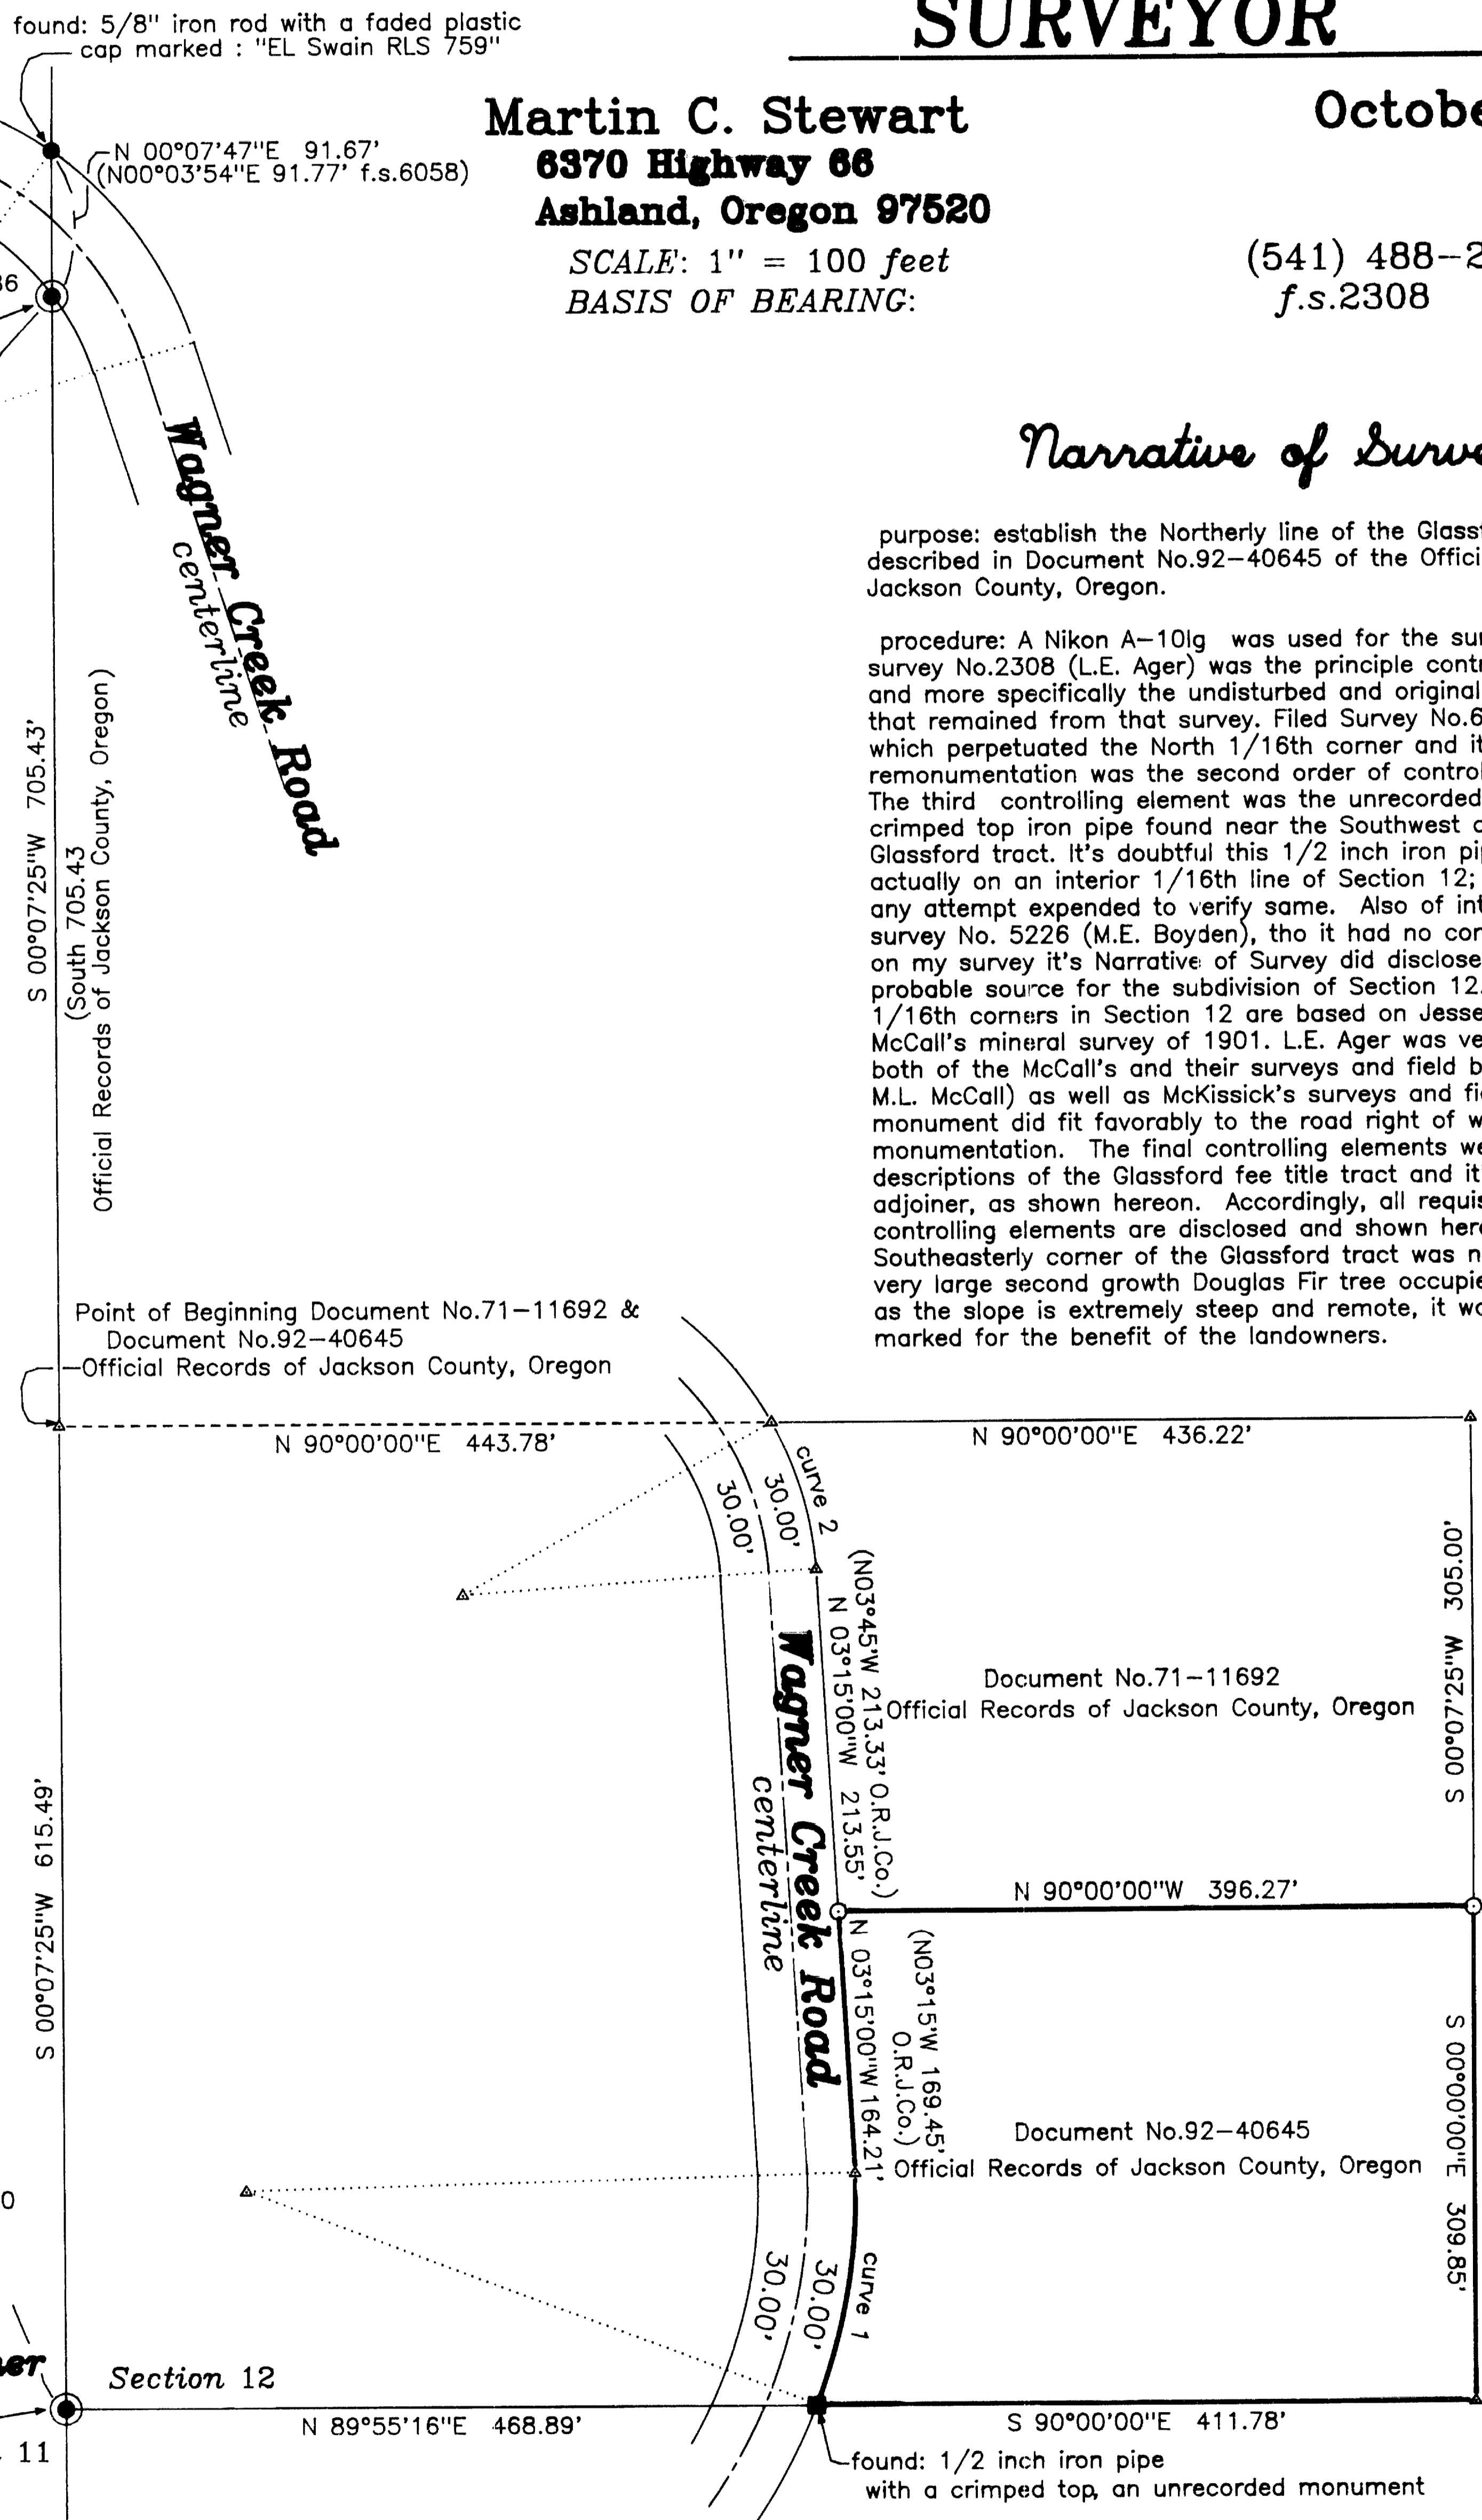 found: 5/8" iron rod with a faded plastic
cap marked : "EL Swain RLS 759"
SURVEYOR
Martin C. Stewart
6370 Highway 66
Ashland, Oregon 97520
SCALE: 1" = 100 feet
BASIS OF BEARING:
(541) 488-2
f.s.2308
N 00°07'47"E 91.67'
(N00°03'54"E 91.77' f.s.6058)
Wagner Creek Road
centerline
Narrative of
purpose: establish the Northerly line of the
described in Document No.92-40645 of the
Jackson County, Oregon.
procedure: A Nikon A-10lg was used for the
survey No.2308 (L.E. Ager) was the principle
and more specifically the undisturbed and original
that remained from that survey. Filed Survey No.6
which perpetuated the North 1/16th corner and
remonumentation was the second order of
The third controlling element was the unrecorded
crimped top iron pipe found near the Southwest
Glassford tract. It's doubtful this 1/2 inch iron
actually on an interior 1/16th line of Section 12;
any attempt expended to verify same. Also of
survey No. 5226 (M.E. Boyden), tho it had no
on my survey it's Narrative of Survey did disclose
probable source for the subdivision of Section 12.
1/16th corners in Section 12 are based on Jesse
McCall's mineral survey of 1901. L.E. Ager was
both of the McCall's and their surveys and field
M.L. McCall) as well as McKissick's surveys and
monument did fit favorably to the road right of
monumentation. The final controlling elements
descriptions of the Glassford fee title tract and
adjoiner, as shown hereon. Accordingly, all
controlling elements are disclosed and shown
Southeasterly corner of the Glassford tract was
very large second growth Douglas Fir tree
as the slope is extremely steep and remote, it
marked for the benefit of the landowners.
S 00°07'25"W 705.43'
(South 705.43
Official Records of Jackson County, Oregon)
Point of Beginning Document No.71-11692 &
Document No.92-40645
Official Records of Jackson County, Oregon
N 90°00'00"E 443.78'
N 90°00'00"E 436.22'
curve 2
30.00'
30.00'
(N03°45'W 213.33' O.R.J.Co.)
N 03°15'00"W 213.55'
S 00°07'25"W 305.00'
Document No.71-11692
Official Records of Jackson County, Oregon
Wagner Creek Road
centerline
S 00°07'25"W 615.49'
N 90°00'00"W 396.27'
N 03°15'00"W 164.21'
(N03°15'W 169.45'
O.R.J.Co.)
S 00°00'00"E 309.85'
Document No.92-40645
Official Records of Jackson County, Oregon
curve 1
30.00'
30.00'
Section 12
N 89°55'16"E 468.89'
S 90°00'00"E 411.78'
11
found: 1/2 inch iron pipe
with a crimped top, an unrecorded monument